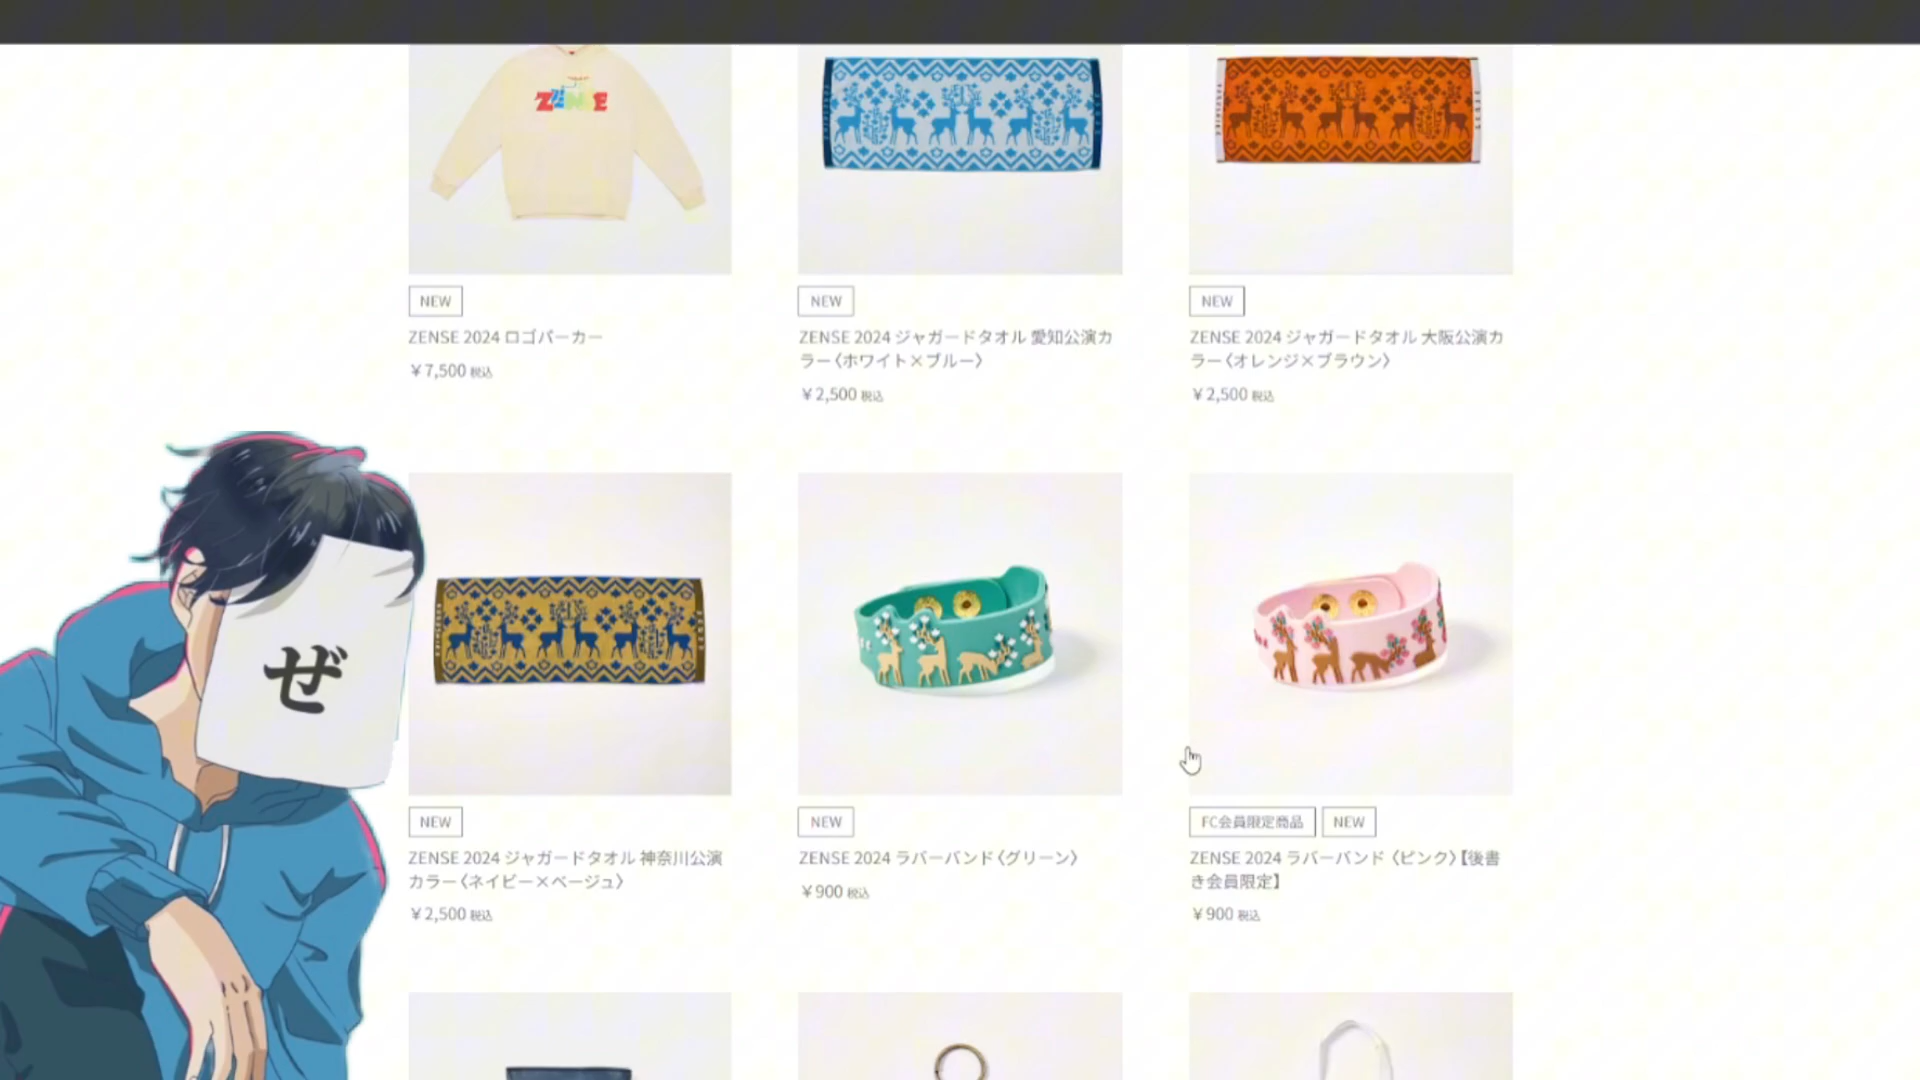 ZENSE
NEW
NEW
NEW
ZENSE 2024 ロゴパーカー
ZENSE 2024 ジャガードタオル 愛知公演カ
ラー〈ホワイト×ブルー〉
ZENSE 2024 ジャガードタオル 大阪公演カ
ラー〈オレンジ×ブラウン〉
￥7,500 税込
￥2,500 税込
￥2,500 税込
ぜ
NEW
NEW
FC会員限定商品
NEW
ZENSE 2024 ジャガードタオル 神奈川公演
カラー〈ネイビー×ベージュ〉
ZENSE 2024 ラバーバンド〈グリーン〉
ZENSE 2024 ラバーバンド 〈ピンク〉【後書
き会員限定】
￥2,500 税込
￥900 税込
￥900 税込